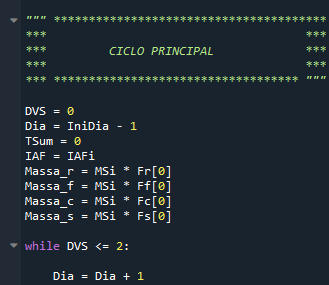 """ ***************************************
***                                   ***
***         CICLO PRINCIPAL           ***
***                                   ***
*** *********************************** """
DVS = 0
Dia = IniDia - 1
TSum = 0
IAF = IAFi
Massa_r = MSi * Fr[0]
Massa_f = MSi * Ff[0]
Massa_c = MSi * Fc[0]
Massa_s = MSi * Fs[0]
while DVS <= 2:
    Dia = Dia + 1